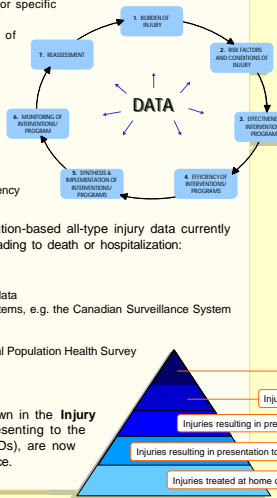 or specific
of
1. BURDEN OF
INJURY
2. RISK FACTORS
AND CONDITIONS OF
INJURY
7. REASSESSMENT
DATA
3. EFFECTIVENE
INTERVENTIO
PROGRAM
6. MONITORING OF
INTERVENTIONS/
PROGRAM
5. SYNTHESIS &
IMPLEMENTATION OF
INTERVENTIONS/
PROGRAMS
4. EFFICIENCY OF
INTERVENTIONS/
PROGRAMS
ency
ation-based all-type injury data currently
ading to death or hospitalization:
data
tems, e.g. the Canadian Surveillance System
al Population Health Survey
wn in the Injury
esenting to the
Ds), are now
ce.
Inju
Injuries resulting in pre
Injuries resulting in presentation to
Injuries treated at home o